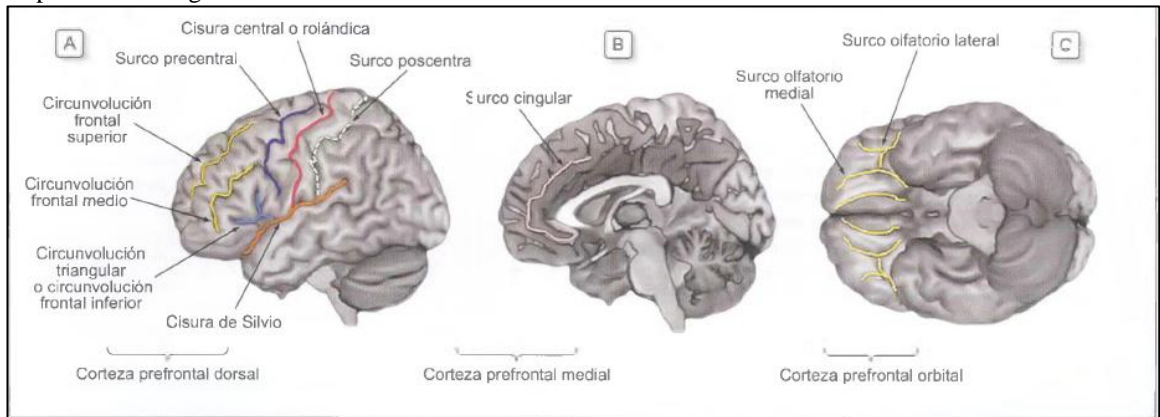 A
Cisura central o rolándica
Surco precentral
Surco poscentra
Circunvolución
frontal
superior
Circunvolución
frontal medio
Circunvolución
triangular
o circunvolución
frontal inferior
Cisura de Silvio
Corteza prefrontal dorsal
B
Surco cingular
Corteza prefrontal medial
C
Surco olfatorio lateral
Surco olfatorio
medial
Corteza prefrontal orbital